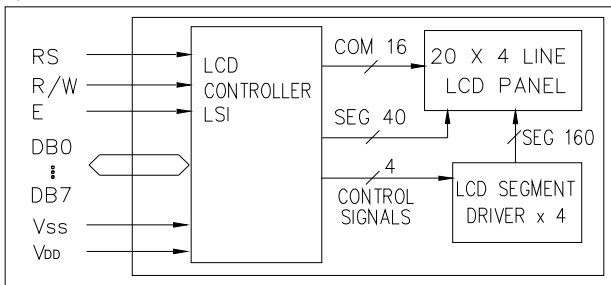 RS
R/W
E
DB0
DB7
Vss
VDD
LCD
CONTROLLER
LSI
COM 16
SEG 40
4
CONTROL
SIGNALS
20 X 4 LINE
LCD PANEL
SEG 160
LCD SEGMENT
DRIVER x 4